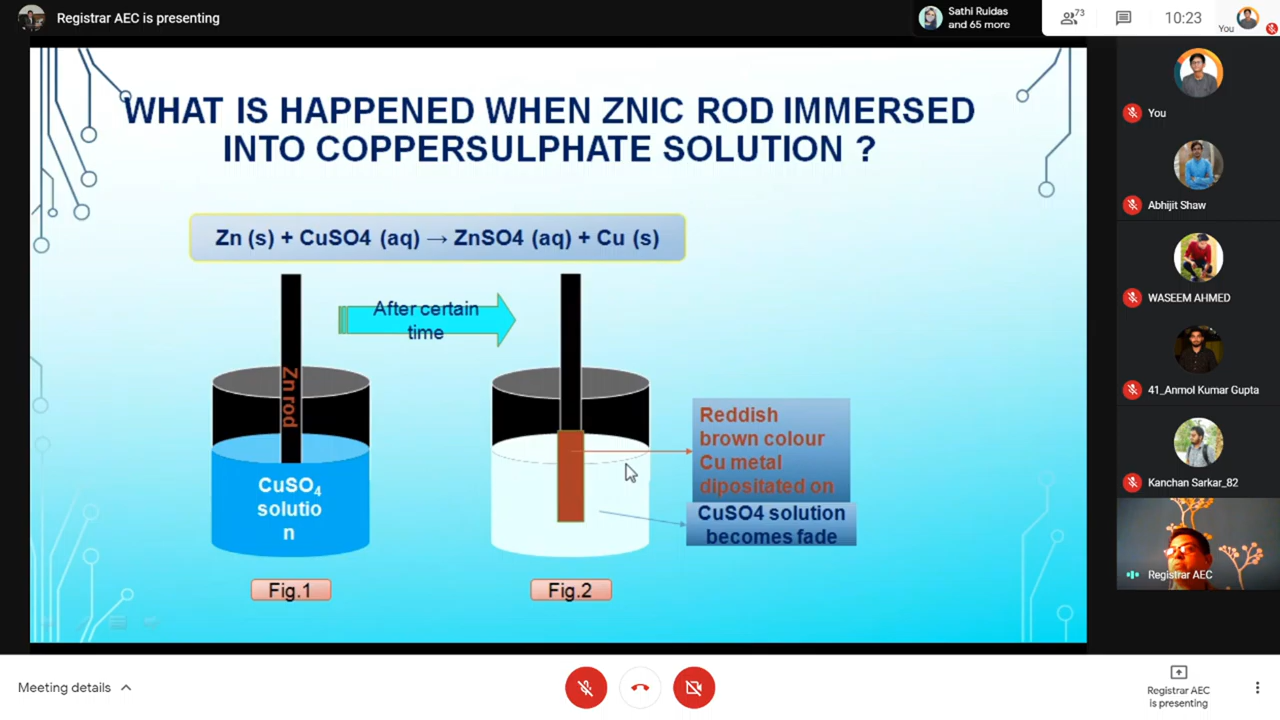 Registrar AEC is presenting
Sathi Ruidas
and 65 more
73
10:23
You
WHAT IS HAPPENED WHEN ZNIC ROD IMMERSED
INTO COPPERSULPHATE SOLUTION ?
Zn (s) + CuSO4 (aq) → ZnSO4 (aq) + Cu (s)
After certain
time
Zn rod
CuSO₄
solutio
n
Reddish
brown colour
Cu metal
dipositated on
CuSO4 solution
becomes fade
Fig.1
Fig.2
You
Abhijit Shaw
WASEEM AHMED
41_Anmol Kumar Gupta
Kanchan Sarkar_82
Registrar AEC
Meeting details
Registrar AEC
is presenting